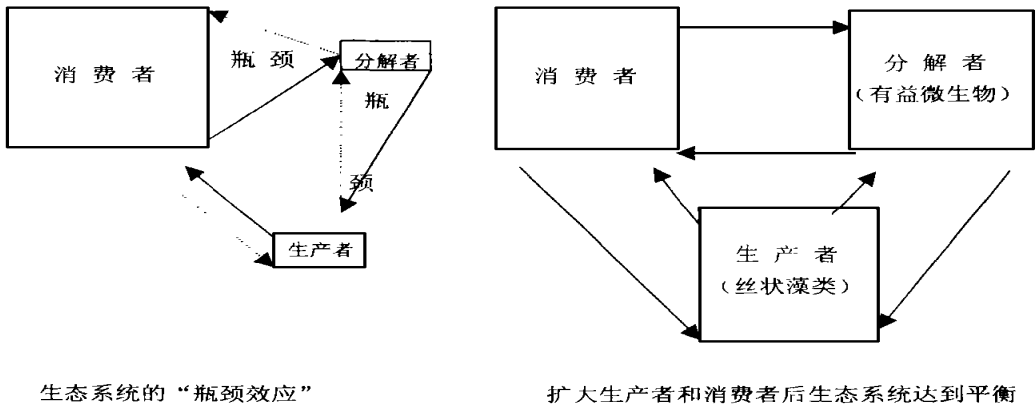 消费者
瓶颈
分解者
瓶
颈
生产者
生态系统的“瓶颈效应”
消费者
分解者
（有益微生物）
生产者
（丝状藻类）
扩大生产者和消费者后生态系统达到平衡